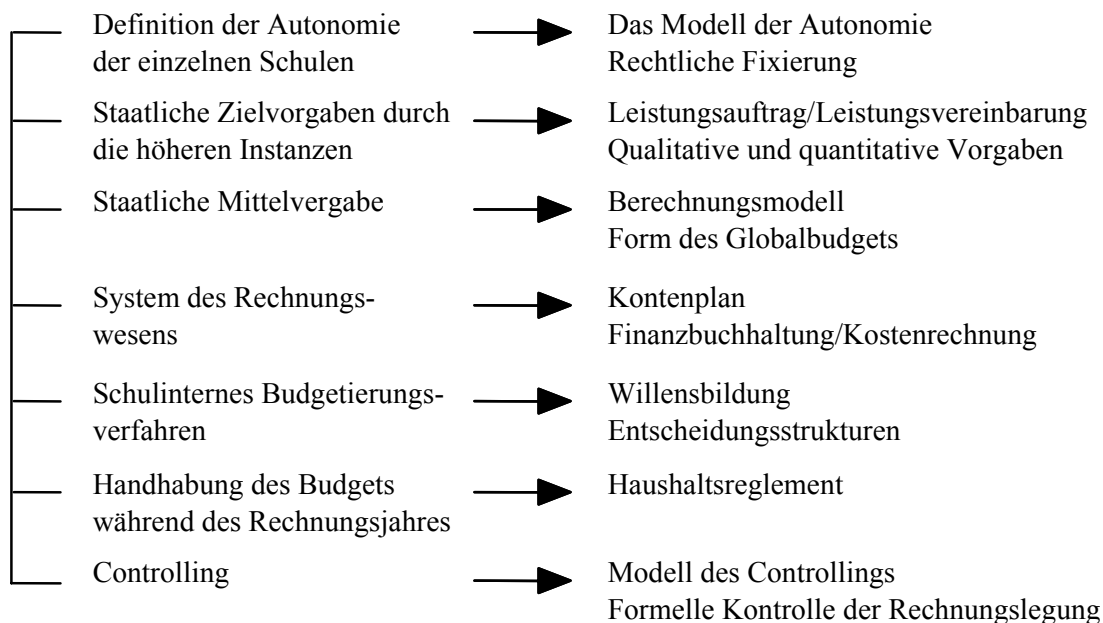 Definition der Autonomie
der einzelnen Schulen
Das Modell der Autonomie
Rechtliche Fixierung
Staatliche Zielvorgaben durch
die höheren Instanzen
Leistungsauftrag/Leistungsvereinbarung
Qualitative und quantitative Vorgaben
Staatliche Mittelvergabe
Berechnungsmodell
Form des Globalbudgets
System des Rechnungs-
wesens
Kontenplan
Finanzbuchhaltung/Kostenrechnung
Schulinternes Budgetierungs-
verfahren
Willensbildung
Entscheidungsstrukturen
Handhabung des Budgets
während des Rechnungsjahres
Haushaltsreglement
Controlling
Modell des Controllings
Formelle Kontrolle der Rechnungslegung